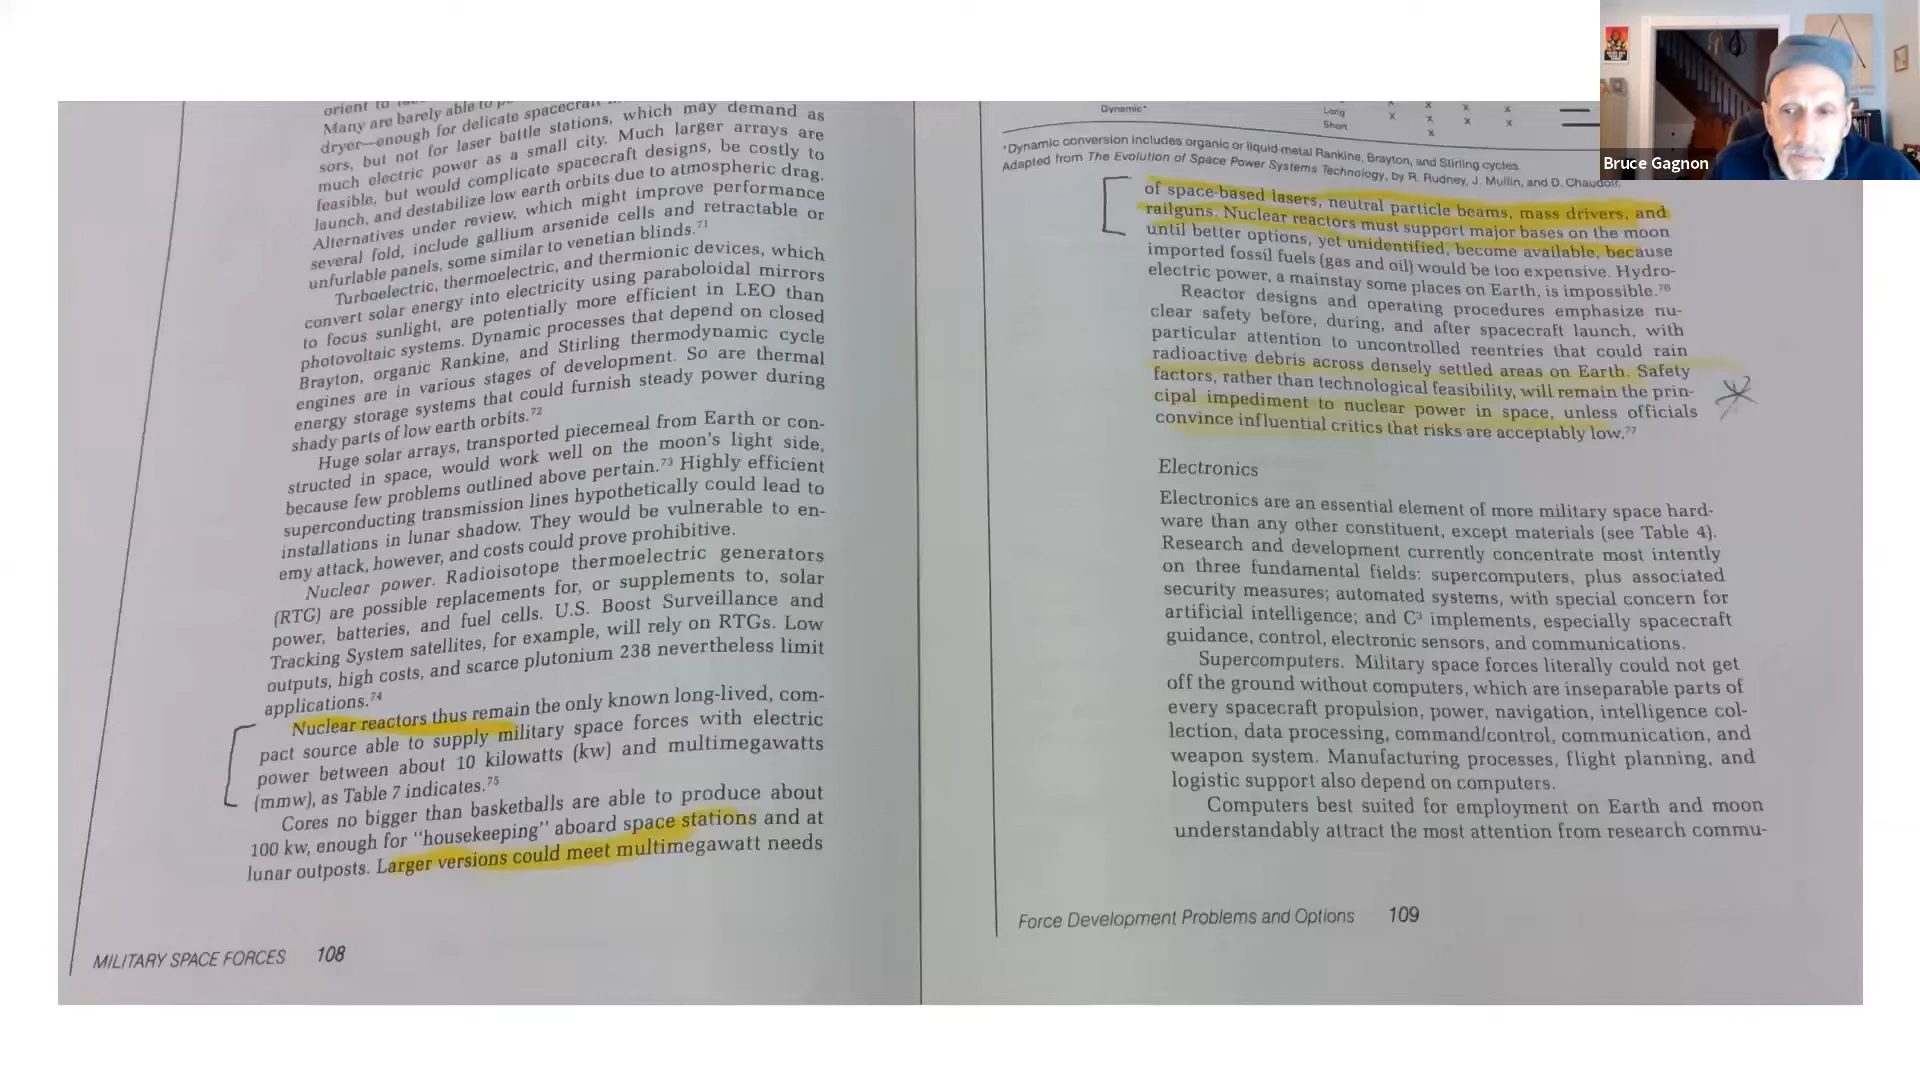 orient to
Many are barely able to
dryer—enough for delicate spacecraft
sors, but not for laser battle stations, which may demand as
much electric power as a small city. Much larger arrays are
feasible, but would complicate spacecraft designs, be costly to
launch, and destabilize low earth orbits due to atmospheric drag.
Alternatives under review, which might improve performance
several fold, include gallium arsenide cells and retractable or
unfurlable panels, some similar to venetian blinds.71
Turboelectric, thermoelectric, and thermionic devices, which
convert solar energy into electricity using paraboloidal mirrors
to focus sunlight, are potentially more efficient in LEO than
photovoltaic systems. Dynamic processes that depend on closed
Brayton, organic Rankine, and Stirling thermodynamic cycle
engines are in various stages of development. So are thermal
energy storage systems that could furnish steady power during
shady parts of low earth orbits.72
Huge solar arrays, transported piecemeal from Earth or con-
structed in space, would work well on the moon's light side,
because few problems outlined above pertain.73 Highly efficient
superconducting transmission lines hypothetically could lead to
installations in lunar shadow. They would be vulnerable to en-
emy attack, however, and costs could prove prohibitive.
Nuclear power. Radioisotope thermoelectric generators
(RTG) are possible replacements for, or supplements to, solar
power, batteries, and fuel cells. U.S. Boost Surveillance and
Tracking System satellites, for example, will rely on RTGs. Low
outputs, high costs, and scarce plutonium 238 nevertheless limit
applications.74
Nuclear reactors thus remain the only known long-lived, com-
pact source able to supply military space forces with electric
power between about 10 kilowatts (kw) and multimegawatts
(mmw), as Table 7 indicates.75
Cores no bigger than basketballs are able to produce about
100 kw, enough for "housekeeping" aboard space stations and at
lunar outposts. Larger versions could meet multimegawatt needs
MILITARY SPACE FORCES 108
Dynamic* Long x x x
x x x
Short x
*Dynamic conversion includes organic or liquid-metal Rankine, Brayton, and Stirling cycles.
Adapted from The Evolution of Space Power Systems Technology, by R. Rudney, J. Mullin, and D. Chaudoir.
of space-based lasers, neutral particle beams, mass drivers, and
railguns. Nuclear reactors must support major bases on the moon
until better options, yet unidentified, become available, because
imported fossil fuels (gas and oil) would be too expensive. Hydro-
electric power, a mainstay some places on Earth, is impossible.76
Reactor designs and operating procedures emphasize nu-
clear safety before, during, and after spacecraft launch, with
particular attention to uncontrolled reentries that could rain
radioactive debris across densely settled areas on Earth. Safety
factors, rather than technological feasibility, will remain the prin-
cipal impediment to nuclear power in space, unless officials
convince influential critics that risks are acceptably low.77
Electronics
Electronics are an essential element of more military space hard-
ware than any other constituent, except materials (see Table 4).
Research and development currently concentrate most intently
on three fundamental fields: supercomputers, plus associated
security measures; automated systems, with special concern for
artificial intelligence; and C3 implements, especially spacecraft
guidance, control, electronic sensors, and communications.
Supercomputers. Military space forces literally could not get
off the ground without computers, which are inseparable parts of
every spacecraft propulsion, power, navigation, intelligence col-
lection, data processing, command/control, communication, and
weapon system. Manufacturing processes, flight planning, and
logistic support also depend on computers.
Computers best suited for employment on Earth and moon
understandably attract the most attention from research commu-
Force Development Problems and Options 109
Bruce Gagnon